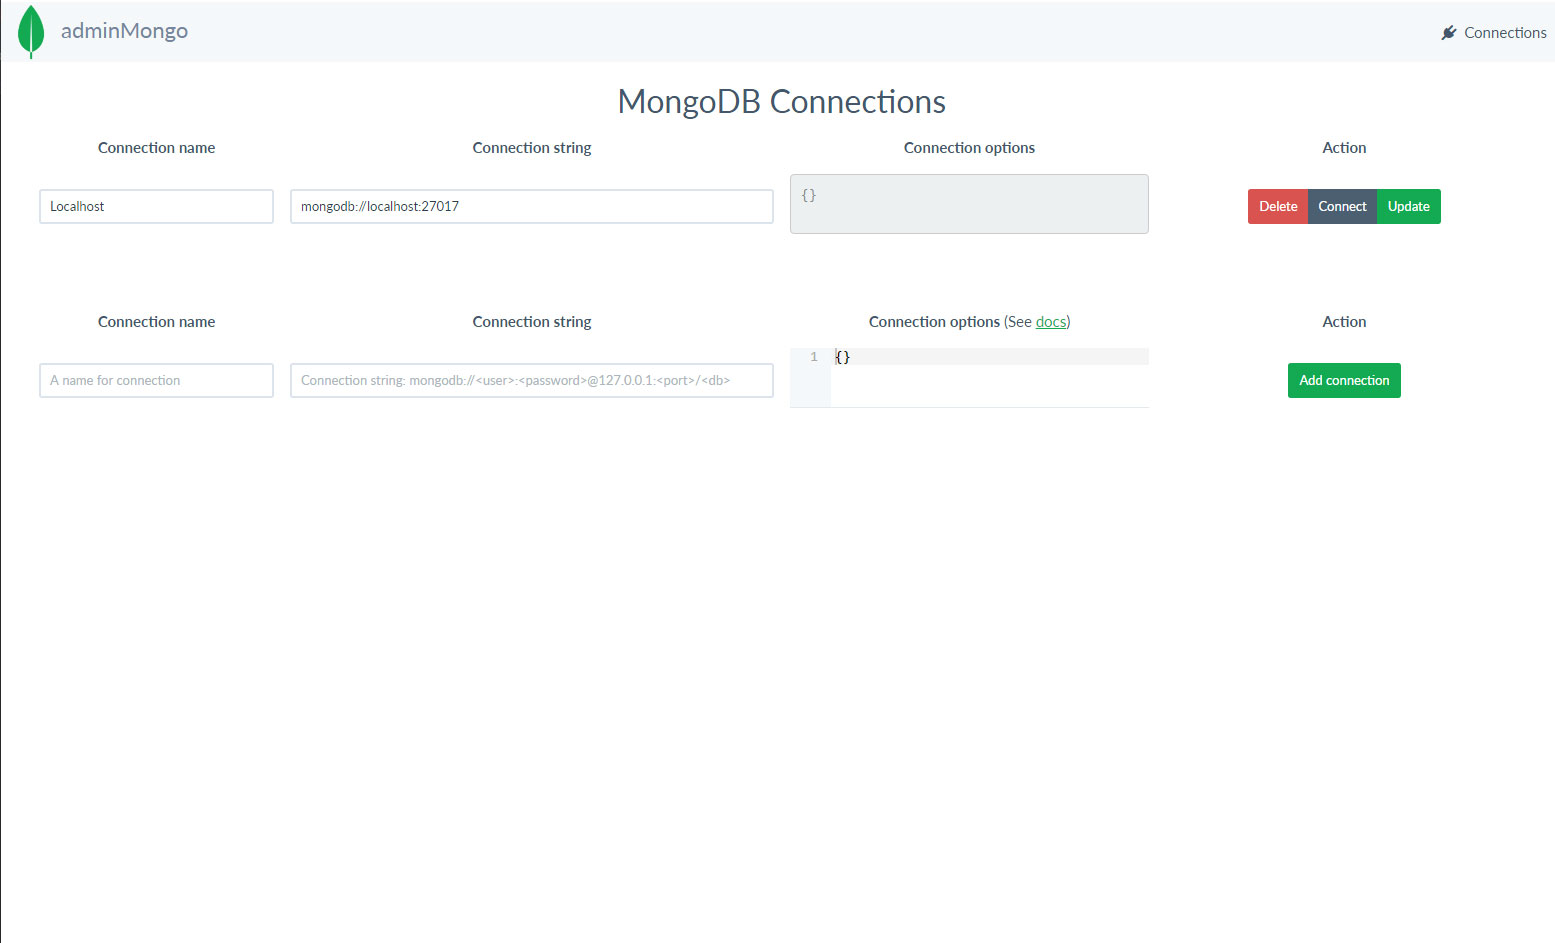 adminMongo
Connections
MongoDB Connections
Connection name Connection string Connection options Action
Localhost mongodb://localhost:27017 {} Delete Connect Update
Connection name Connection string Connection options (See docs) Action
1 {}
A name for connection Connection string: mongodb://<user>:<password>@127.0.0.1:<port>/<db> Add connection